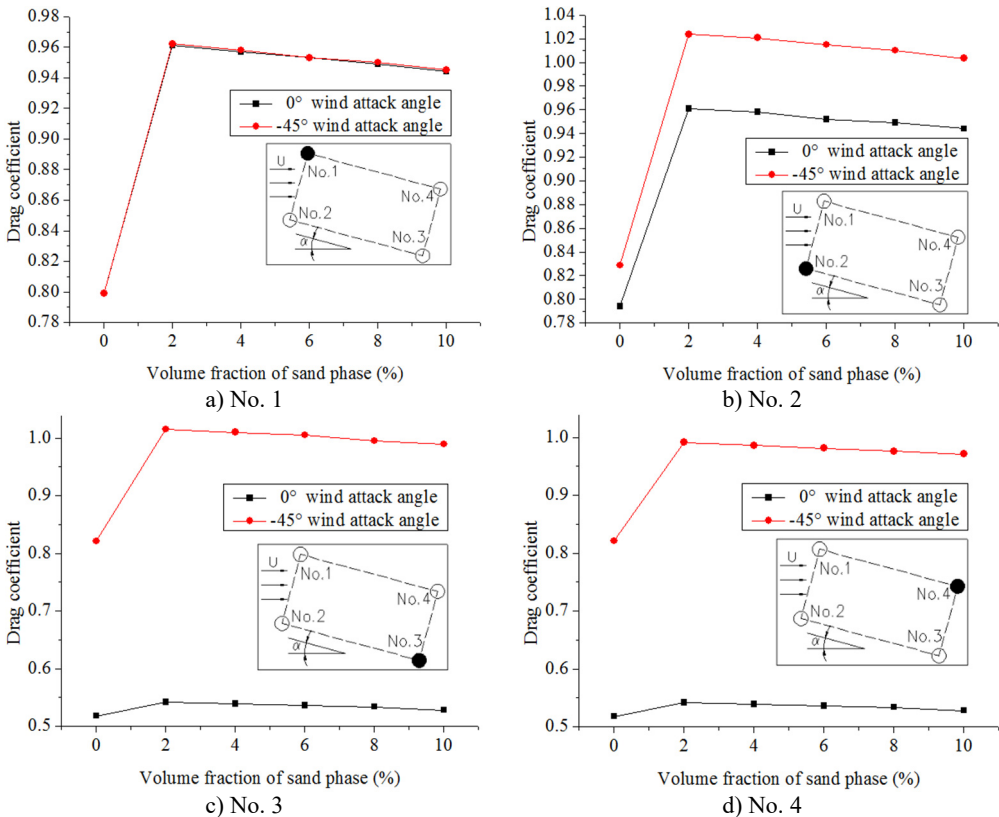 0.98
0.96
0.94
0.92
0.90
0.88
0.86
0.84
0.82
0.80
0.78
Drag coefficient
0° wind attack angle
-45° wind attack angle
U
No.1
No.4
No.2
No.3
α
0 2 4 6 8 10
Volume fraction of sand phase (%)
a) No. 1
1.04
1.02
1.00
0.98
0.96
0.94
0.92
0.90
0.88
0.86
0.84
0.82
0.80
0.78
Drag coefficient
0° wind attack angle
-45° wind attack angle
U
No.1
No.4
No.2
No.3
α
0 2 4 6 8 10
Volume fraction of sand phase (%)
b) No. 2
1.0
0.9
0.8
0.7
0.6
0.5
Drag coefficient
0° wind attack angle
-45° wind attack angle
U
No.1
No.4
No.2
No.3
α
0 2 4 6 8 10
Volume fraction of sand phase (%)
c) No. 3
1.0
0.9
0.8
0.7
0.6
0.5
Drag coefficient
0° wind attack angle
-45° wind attack angle
U
No.1
No.4
No.2
No.3
α
0 2 4 6 8 10
Volume fraction of sand phase (%)
d) No. 4